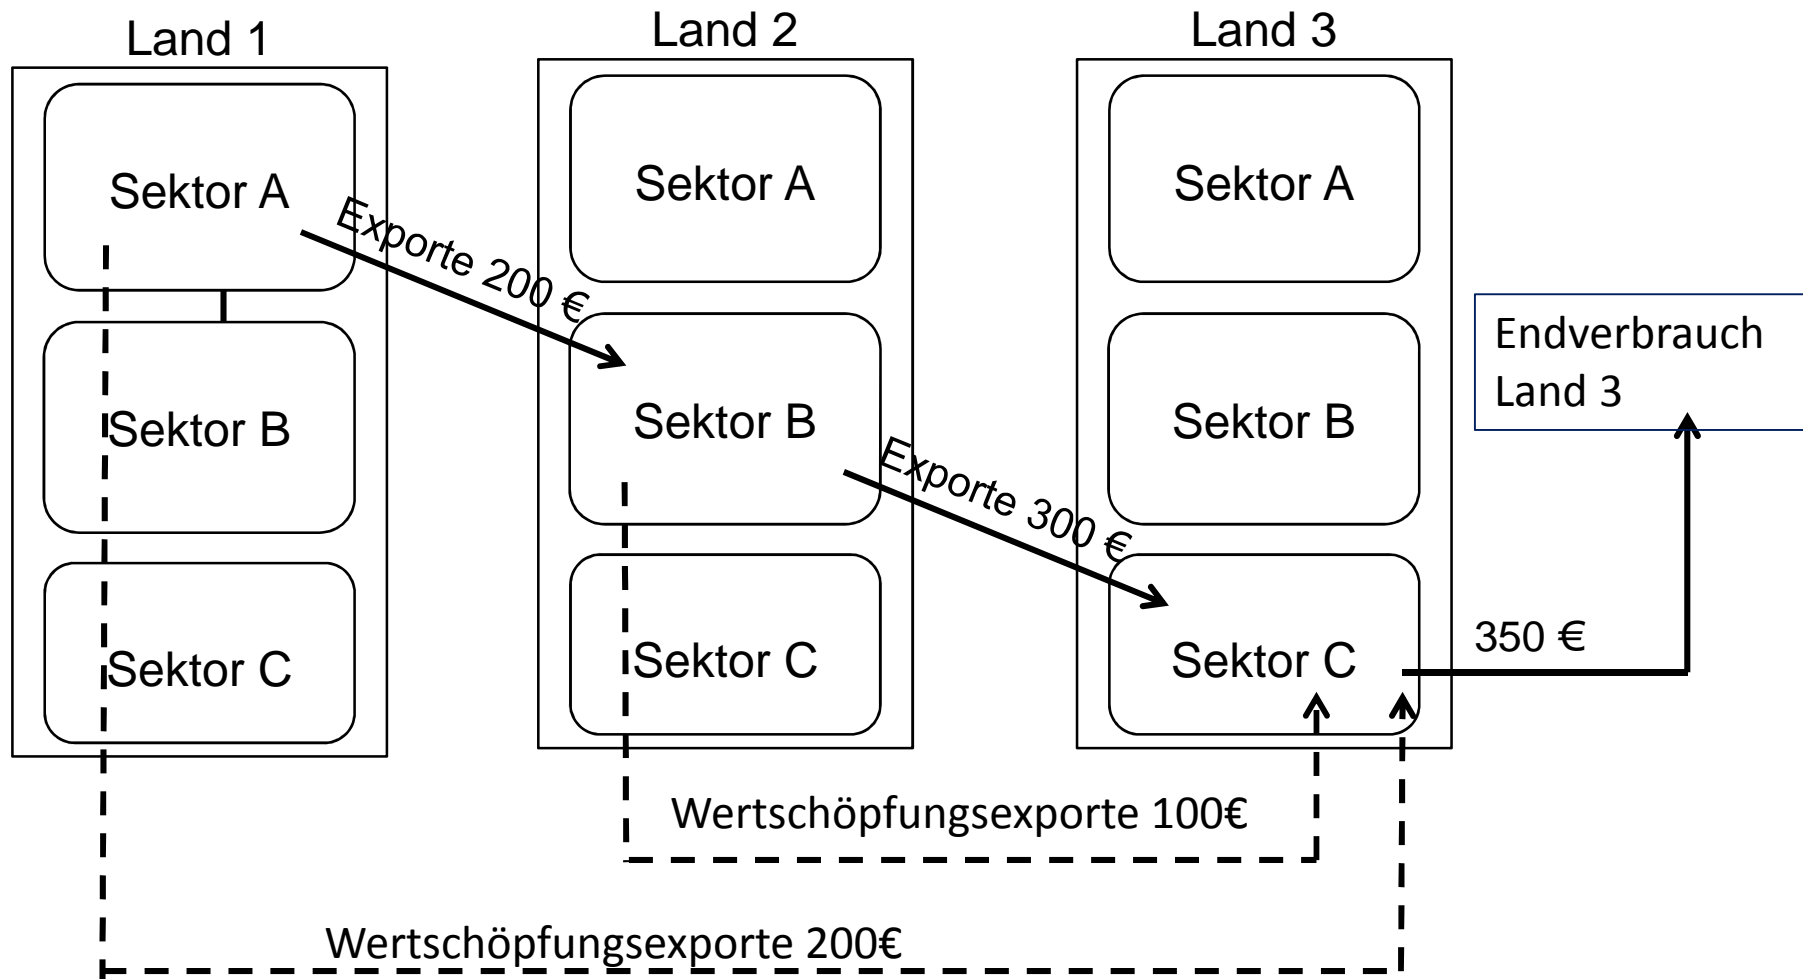 Land 1
Land 2
Land 3
Sektor A
Sektor A
Sektor A
Exporte 200 €
Endverbrauch
Land 3
Sektor B
Sektor B
Sektor B
Exporte 300 €
Sektor C
Sektor C
Sektor C
350 €
Wertschöpfungsexporte 100€
Wertschöpfungsexporte 200€